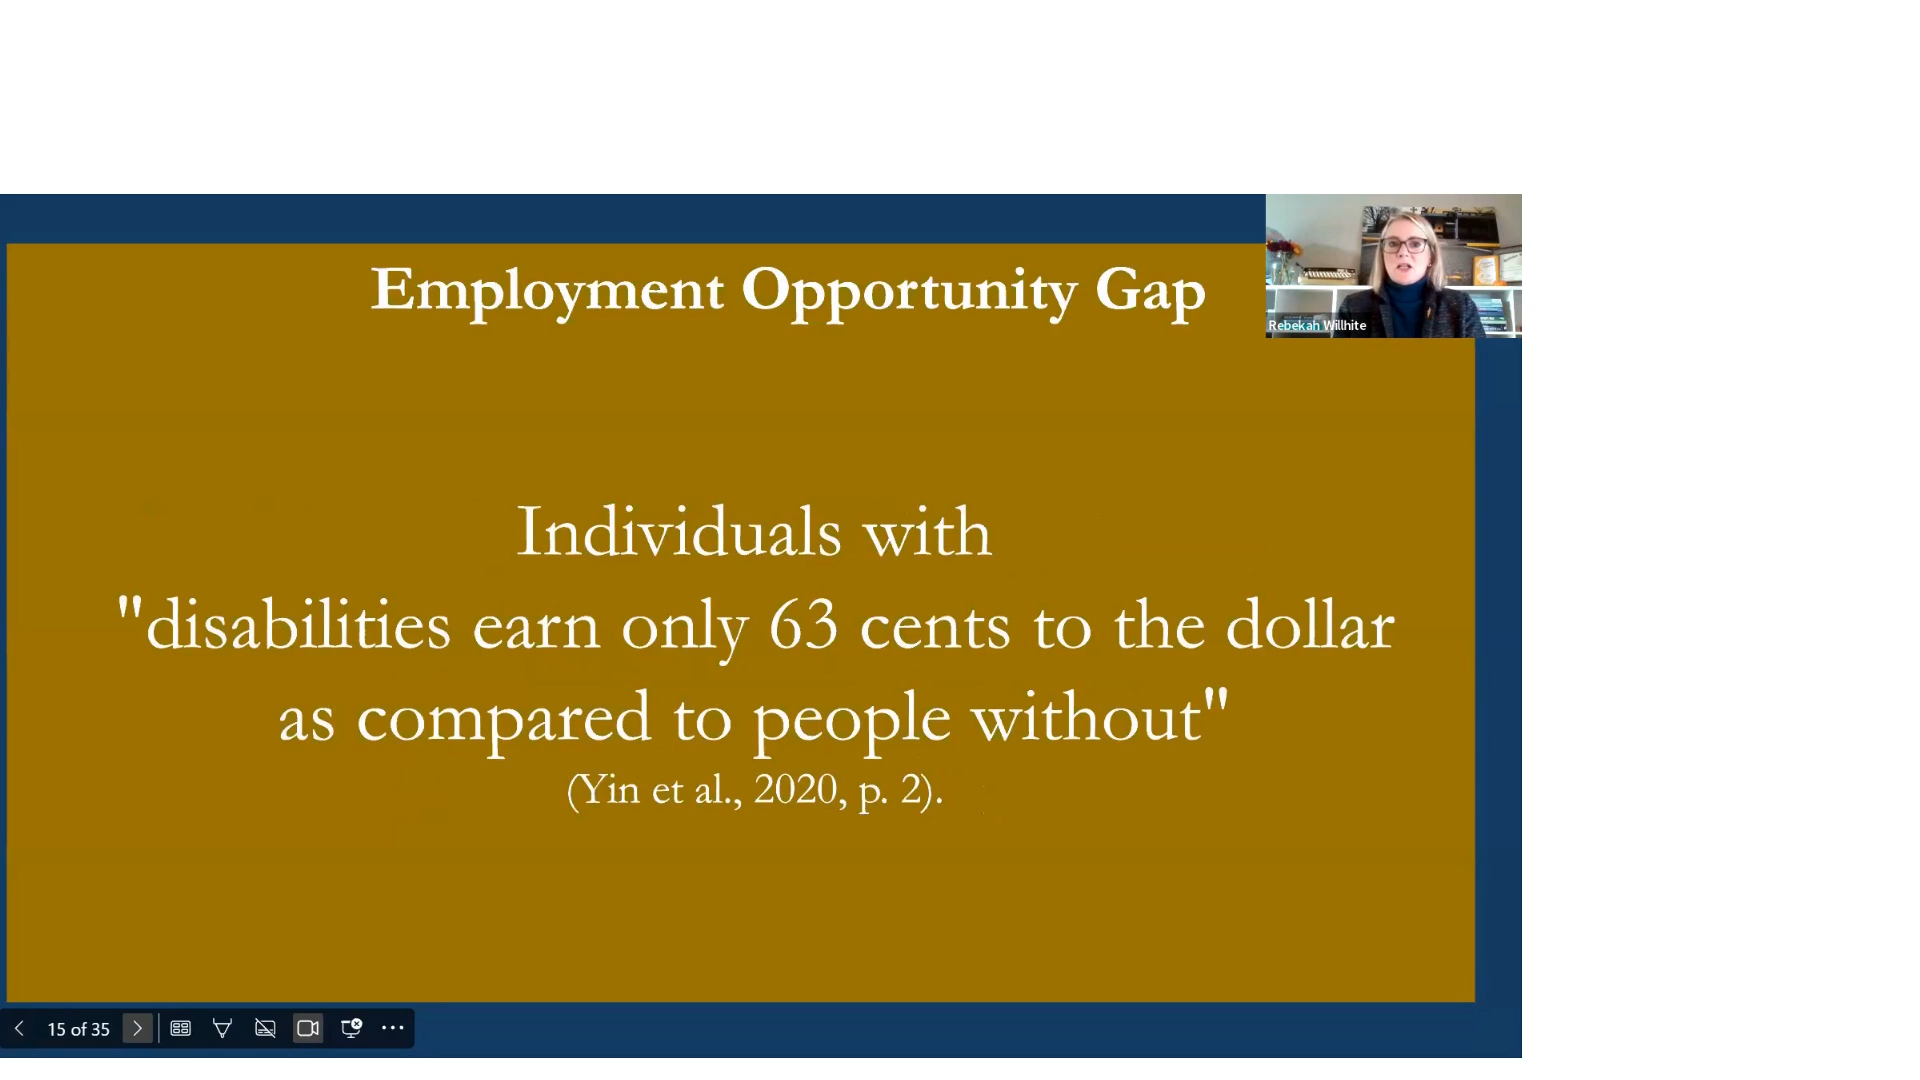 Employment Opportunity Gap
Rebekah Willhite
Individuals with
"disabilities earn only 63 cents to the dollar
as compared to people without"
(Yin et al., 2020, p. 2).
15 of 35